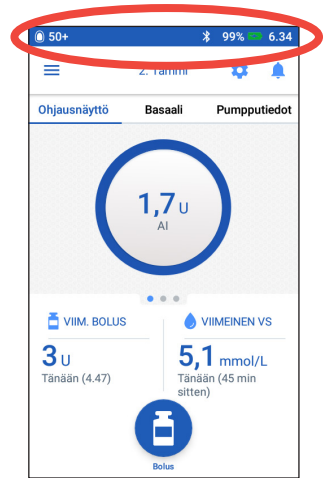 50+ 99% 6.34
2. Tammi
Ohjausnäyttö Basaali Pumpputiedot
1,7 U
AI
VIIM. BOLUS
3 U
Tänään (4.47)
VIIMEINEN VS
5,1 mmol/L
Tänään (45 min
sitten)
Bolus